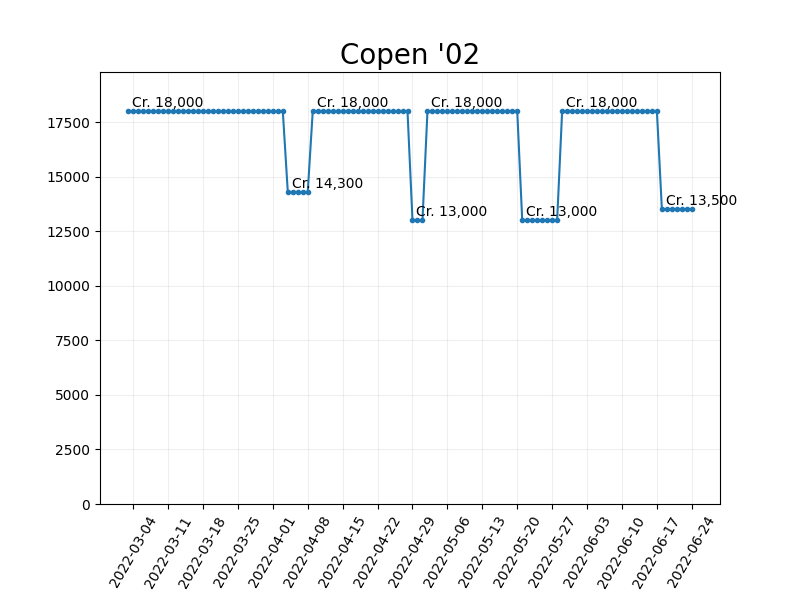 Copen '02
Cr. 18,000
Cr. 18,000
Cr. 18,000
Cr. 18,000
Cr. 14,300
Cr. 13,000
Cr. 13,000
Cr. 13,500
17500
15000
12500
10000
7500
5000
2500
0
2022-03-04
2022-03-11
2022-03-18
2022-03-25
2022-04-01
2022-04-08
2022-04-15
2022-04-22
2022-04-29
2022-05-06
2022-05-13
2022-05-20
2022-05-27
2022-06-03
2022-06-10
2022-06-17
2022-06-24